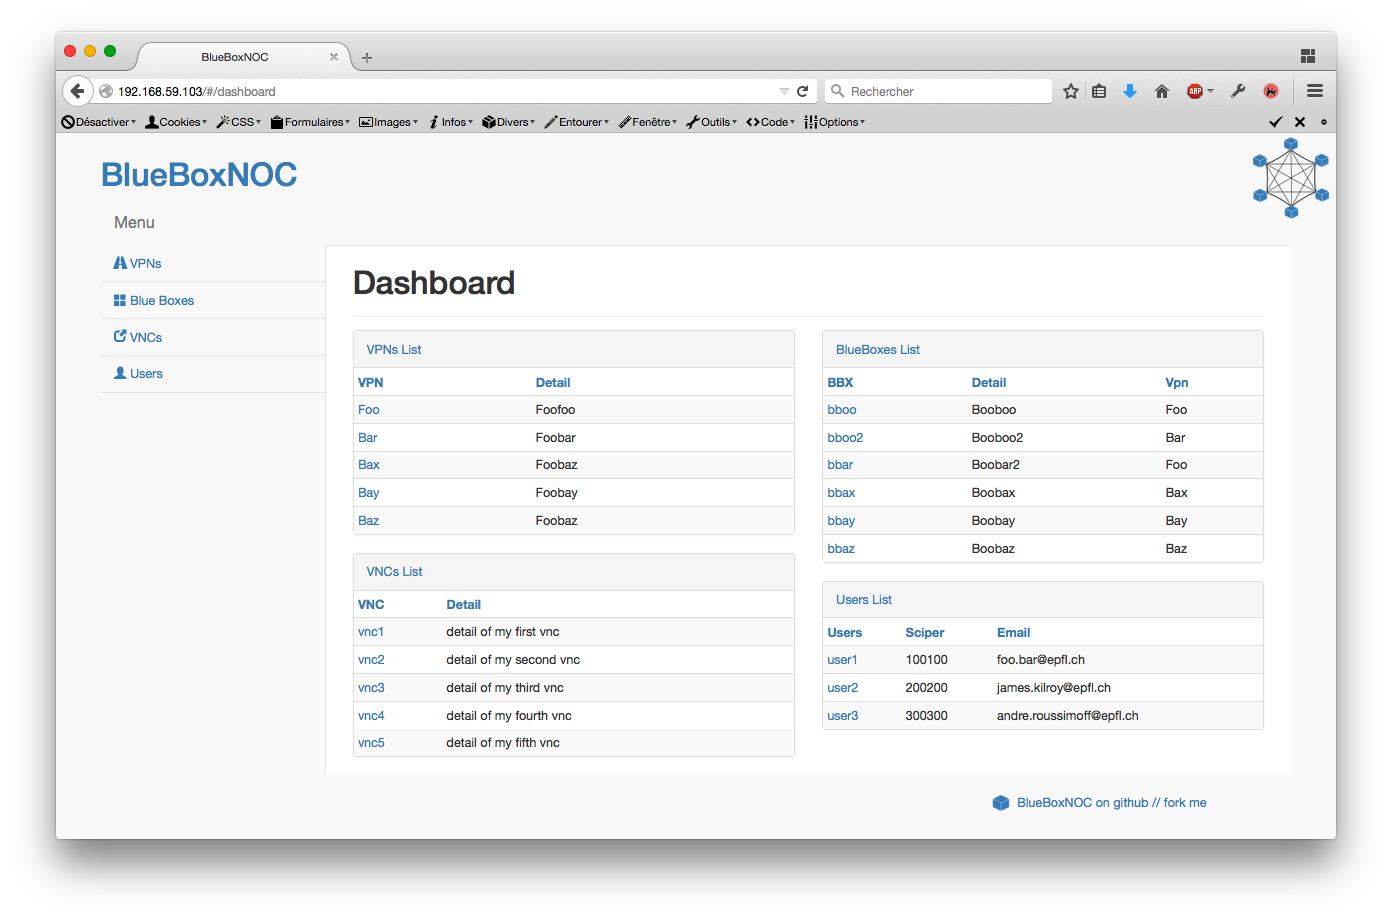 BlueBoxNOC
192.168.59.103/#/dashboard
Rechercher
ABP
Désactiver Cookies CSS Formulaires Images Infos Divers Entourer Fenêtre Outils Code Options
BlueBoxNOC
Menu
VPNs
Blue Boxes
VNCs
Users
Dashboard
VPNs List
VPN Detail
Foo Foofoo
Bar Foobar
Bax Foobaz
Bay Foobay
Baz Foobaz
VNCs List
VNC Detail
vnc1 detail of my first vnc
vnc2 detail of my second vnc
vnc3 detail of my third vnc
vnc4 detail of my fourth vnc
vnc5 detail of my fifth vnc
BlueBoxes List
BBX Detail Vpn
bboo Booboo Foo
bboo2 Booboo2 Bar
bbar Boobar2 Foo
bbax Boobax Bax
bbay Boobay Bay
bbaz Boobaz Baz
Users List
Users Sciper Email
user1 100100 foo.bar@epfl.ch
user2 200200 james.kilroy@epfl.ch
user3 300300 andre.roussimoff@epfl.ch
BlueBoxNOC on github // fork me